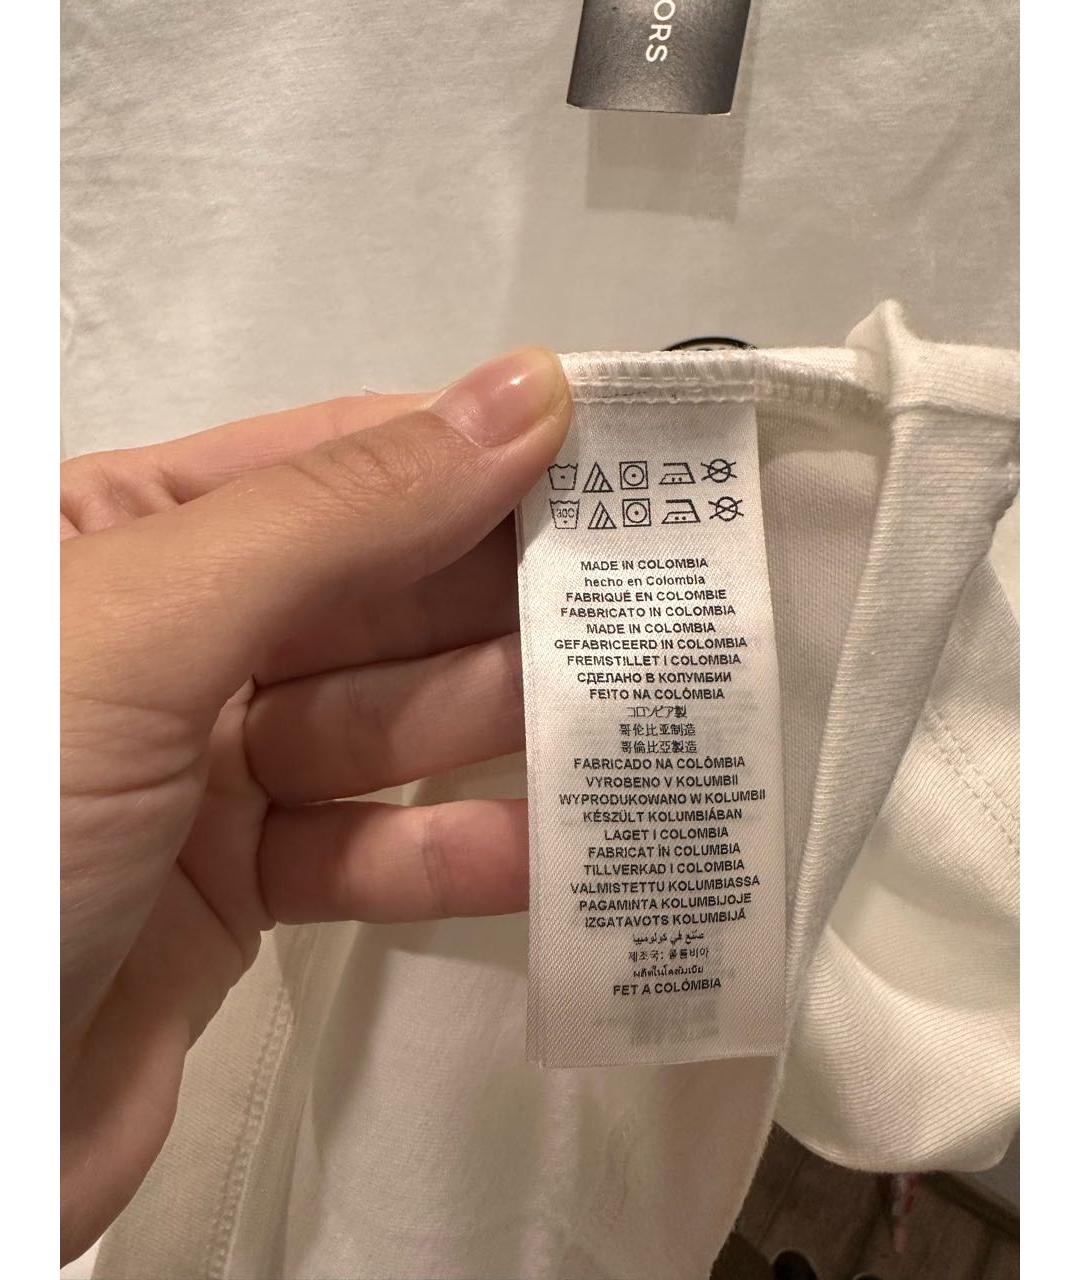 ORS
30C
MADE IN COLOMBIA
hecho en Colombia
FABRIQUÉ EN COLOMBIE
FABBRICATO IN COLOMBIA
MADE IN COLOMBIA
GEFABRICEERD IN COLOMBIA
FREMSTILLET I COLOMBIA
СДЕЛАНО В КОЛУМБИИ
FEITO NA COLÔMBIA
コロンビア製
哥伦比亚制造
哥倫比亞製造
FABRICADO NA COLÔMBIA
VYROBENO V KOLUMBII
WYPRODUKOWANO W KOLUMBII
KÉSZÜLT KOLUMBIÁBAN
LAGET I COLOMBIA
FABRICAT ÎN COLUMBIA
TILLVERKAD I COLOMBIA
VALMISTETTU KOLUMBIASSA
PAGAMINTA KOLUMBIJOJE
IZGATAVOTS KOLUMBIJĀ
صنع في كولومبيا
제조국: 콜롬비아
ผลิตในโคลัมเบีย
FET A COLÒMBIA